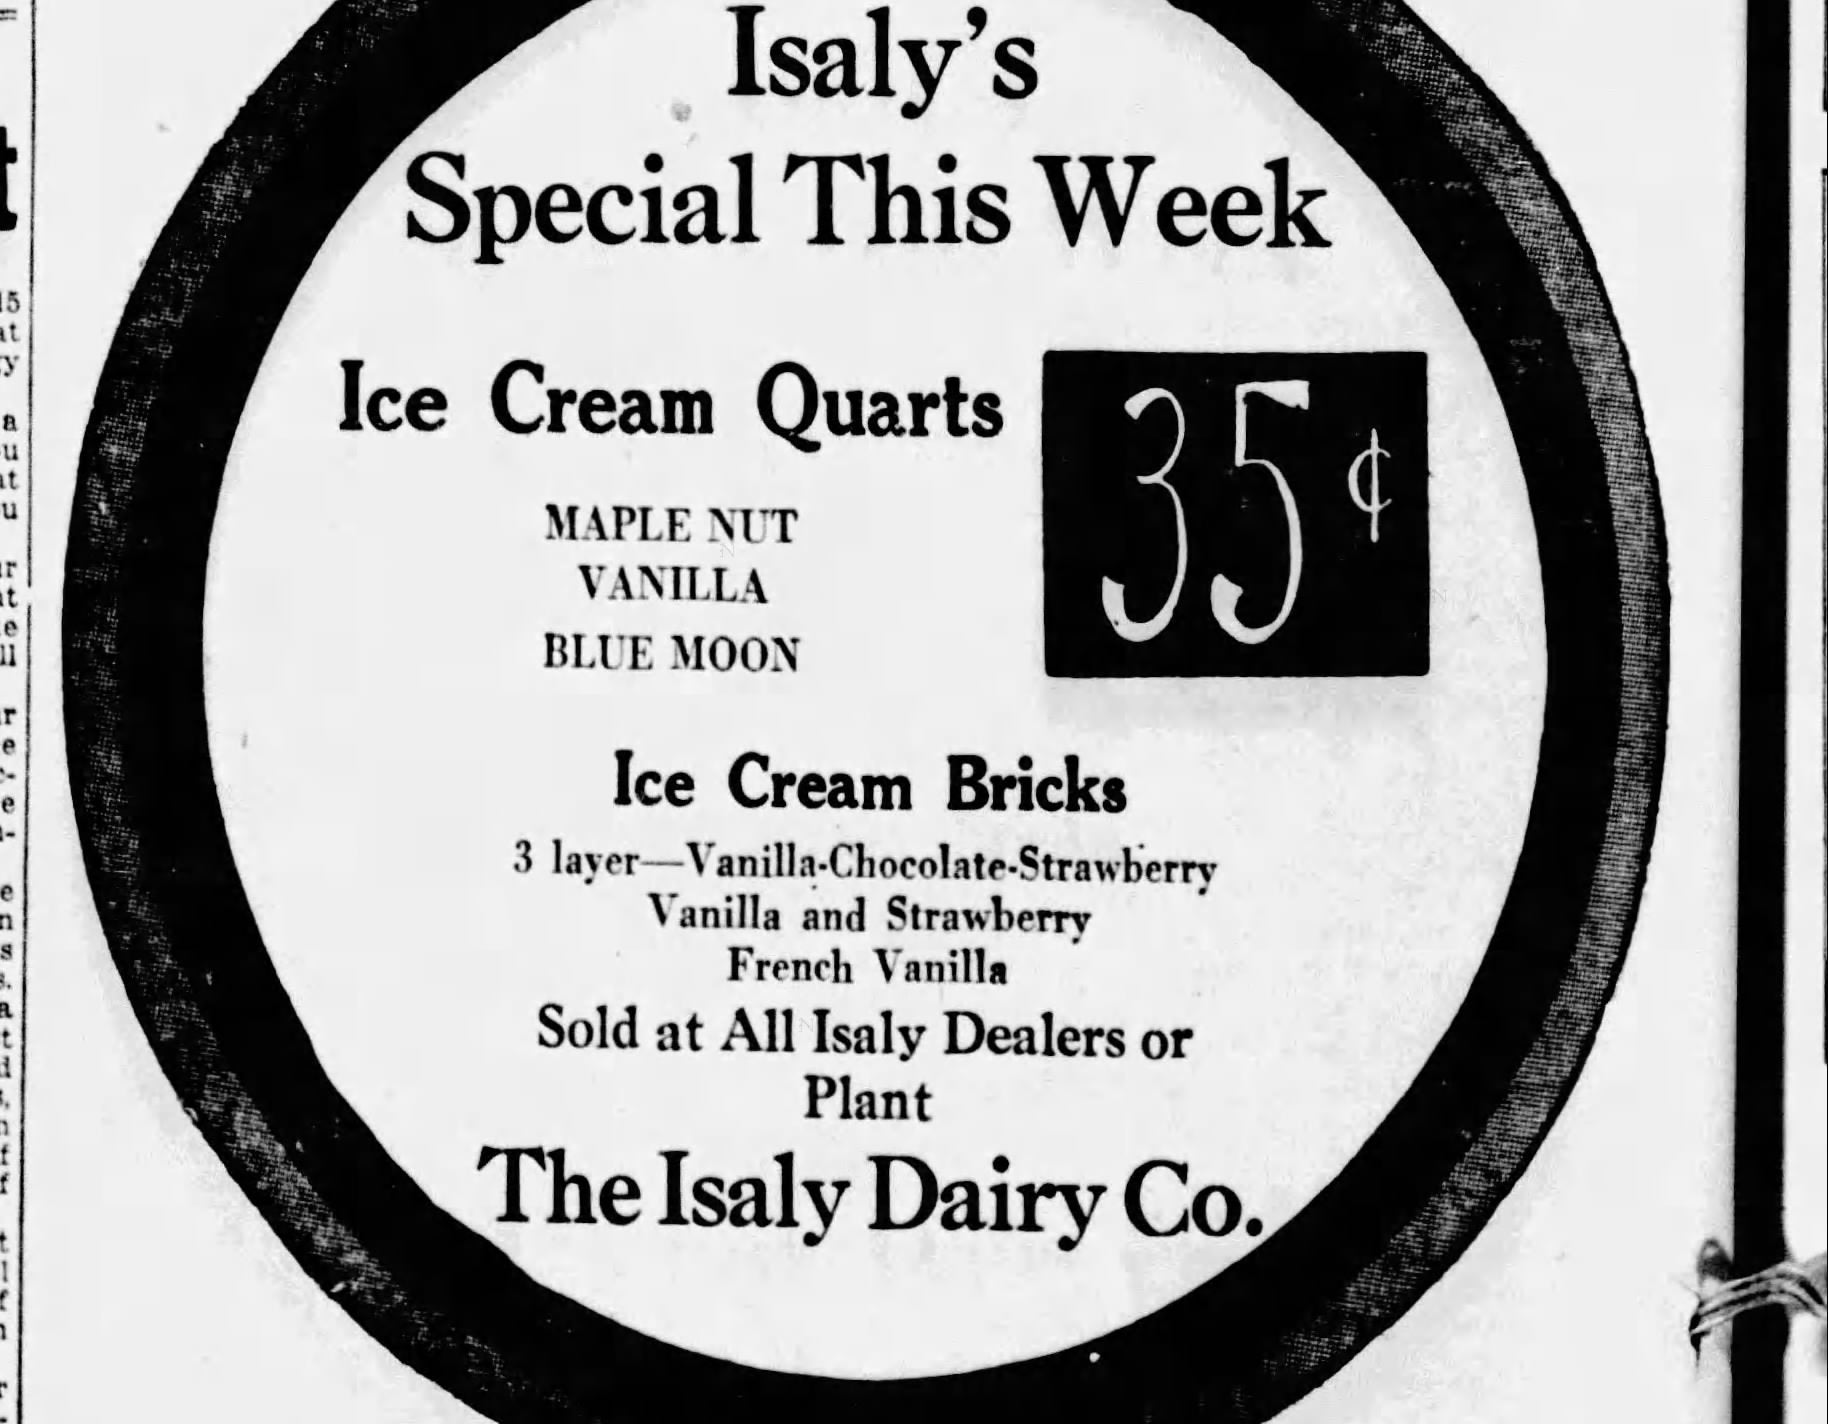 Isaly's
Special This Week
Ice Cream Quarts
35¢
MAPLE NUT
VANILLA
BLUE MOON
Ice Cream Bricks
3 layer—Vanilla-Chocolate-Strawberry
Vanilla and Strawberry
French Vanilla
Sold at All Isaly Dealers or
Plant
The Isaly Dairy Co.